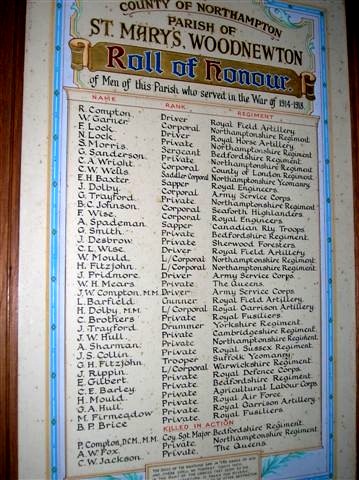 COUNTY OF NORTHAMPTON
PARISH OF
ST. MARY'S, WOODNEWTON
Roll of Honour.
of Men of this Parish who served in the War of 1914-1918
NAME RANK REGIMENT
R. Compton. Driver Royal Field Artillery.
W. Garner. Corporal Northamptonshire Regiment.
F. Lock. Driver Royal Horse Artillery.
N. Lock. Private Northamptonshire Regiment.
S. Morris. Sergeant Bedfordshire Regiment.
G. Sanderson. Private Northamptonshire Regiment
C.A. Wright. Corporal County of London Regiment.
C.W. Wells. Saddler Corporal Northamptonshire Yeomanry.
F.H. Baxter. Sapper Royal Engineers.
J. Dolby. Corporal Army Service Corps.
G. Trayford. Private Northamptonshire Regiment
B.C. Johnson. Corporal Seaforth Highlanders.
F. Wise. Sapper Royal Engineers.
A. Spademan. Sapper Canadian Rly Troops.
G. Smith. Private Bedfordshire Regiment.
J. Desbrow Private Sherwood Foresters.
C.L. Wise. Driver Royal Field Artillery.
W. Mould. L/Corporal Northamptonshire Regiment.
H. Fitzjohn. L/Corporal Northamptonshire Regiment.
J. Pridmore. Driver Army Service Corps.
W.H. Mears Private The Queens.
J.W. Compton, M.M. Driver Army Service Corps.
L. Barfield. Gunner Royal Field Artillery.
H. Dolby, M.M. L/Corporal Royal Garrison Artillery.
C. Brothers Private Royal Fusiliers.
J. Trayford. Drummer Yorkshire Regiment.
J.W. Hull. Private Cambridgeshire Regiment.
A. Sharman. Private Northamptonshire Regiment.
J.S. Collin. Private Royal Sussex Regiment.
G.H. Fitzjohn. Trooper Suffolk Yeomanry.
J. Rippin. L/Corporal Warwickshire Regiment.
E. Gilbert. Private Royal Defence Corps.
C.E. Barley Private Bedfordshire Regiment.
H. Mould. Private Agricultural Labour Corps.
G.A. Hull. Private Royal Air Force.
M. Private Royal Garrison Artillery.
B.P. Brice Private Royal Fusiliers.
KILLED IN ACTION
P. Compton, D.C.M., M.M. Coy. Sgt. Major Bedfordshire Regiment.
A.W. Fox. Private Northamptonshire Regiment.
C.W. Jackson. Private The Queens.